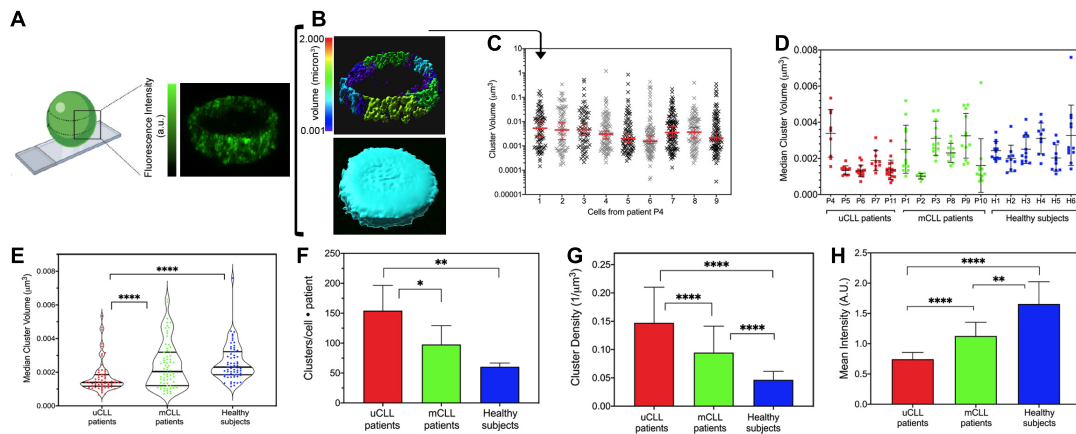 A
Fluorescence Intensity
(a.u.)
B
2.000
volume (micron³)
0.001
C
Cluster Volume (μm³)
10
1
0.1
0.01
0.001
0.0001
0.00001
1 2 3 4 5 6 7 8 9
Cells from patient P4
D
Median Cluster Volume (μm³)
0.008
0.006
0.004
0.002
0.000
P4 P5 P6 P7 P11 P1 P2 P3 P8 P9 P10 H1 H2 H3 H4 H5 H6
uCLL patients mCLL patients Healthy subjects
E
Median Cluster Volume (μm³)
0.008
0.006
0.004
0.002
0.000
****
****
uCLL patients
mCLL patients
Healthy subjects
F
Clusters/cell • patient
250
200
150
100
50
0
**
*
uCLL patients
mCLL patients
Healthy subjects
G
Cluster Density (1/μm³)
0.25
0.20
0.15
0.10
0.05
0.00
****
****
****
uCLL patients
mCLL patients
Healthy subjects
H
Mean Intensity (A.U.)
2.5
2.0
1.5
1.0
0.5
0.0
****
****
**
uCLL patients
mCLL patients
Healthy subjects